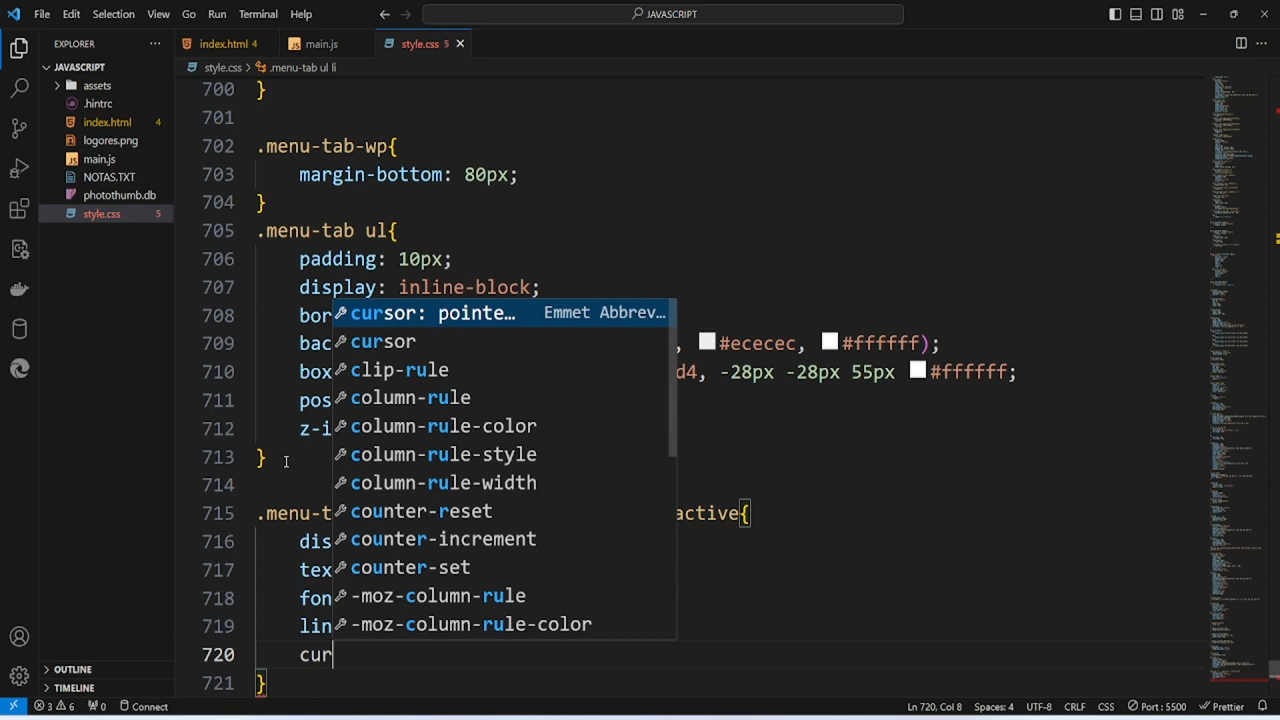 File Edit Selection View Go Run Terminal Help JAVASCRIPT
EXPLORER
JAVASCRIPT
assets
.hintrc
index.html 4
logores.png
main.js
NOTAS.TXT
photothumb.db
style.css 5
OUTLINE
TIMELINE
index.html 4 main.js style.css 5
style.css > .menu-tab ul li
700 }
701
702 .menu-tab-wp{
703 margin-bottom: 80px;
704 }
705 .menu-tab ul{
706 padding: 10px;
707 display: inline-block;
708 bor
709 bac , #ececec, #ffffff);
710 box d4, -28px -28px 55px #ffffff;
711 pos
712 z-i
713 }
714
715 .menu-t active{
716 dis
717 tex
718 fon
719 lin
720 cur
721 }
cursor: pointe… Emmet Abbrev…
cursor
clip-rule
column-rule
column-rule-color
column-rule-style
column-rule-width
counter-reset
counter-increment
counter-set
-moz-column-rule
-moz-column-rule-color
3 6 0 Connect Ln 720, Col 8 Spaces: 4 UTF-8 CRLF CSS Port : 5500 Prettier